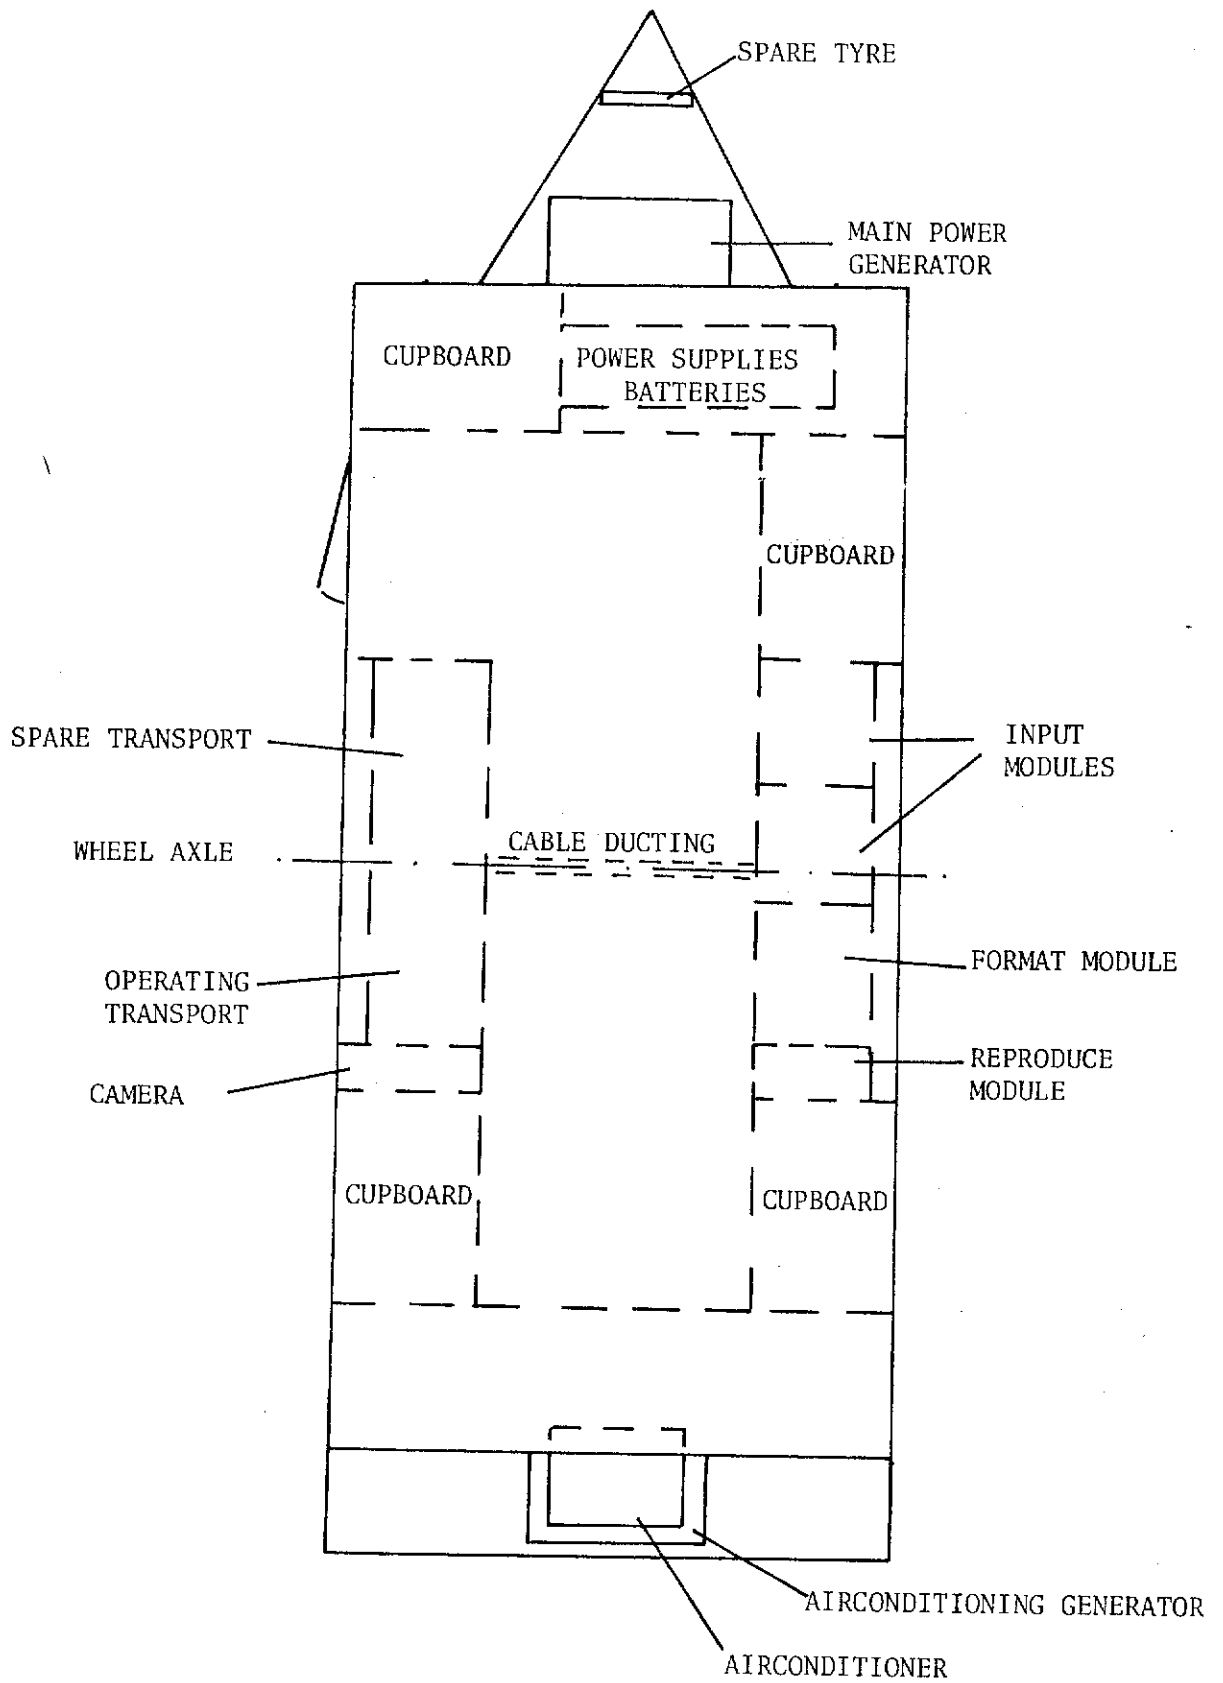 SPARE TYRE
MAIN POWER
GENERATOR
CUPBOARD
POWER SUPPLIES
BATTERIES
CUPBOARD
SPARE TRANSPORT
INPUT
MODULES
WHEEL AXLE
CABLE DUCTING
OPERATING
TRANSPORT
FORMAT MODULE
CAMERA
REPRODUCE
MODULE
CUPBOARD
CUPBOARD
AIRCONDITIONING GENERATOR
AIRCONDITIONER